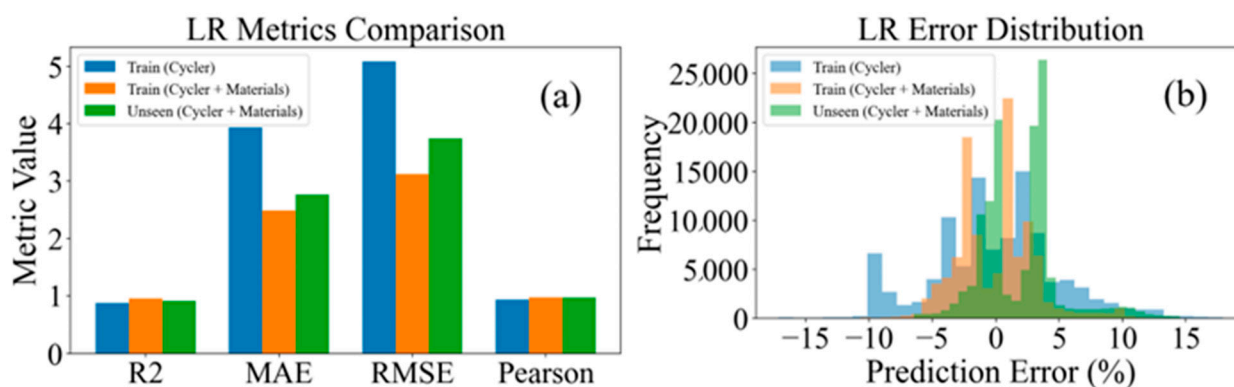 LR Metrics Comparison
Train (Cycler)
Train (Cycler + Materials)
Unseen (Cycler + Materials)
(a)
Metric Value
5
4
3
2
1
0
R2 MAE RMSE Pearson
LR Error Distribution
Train (Cycler)
Train (Cycler + Materials)
Unseen (Cycler + Materials)
(b)
Frequency
25,000
20,000
15,000
10,000
5,000
0
−15 −10 −5 0 5 10 15
Prediction Error (%)